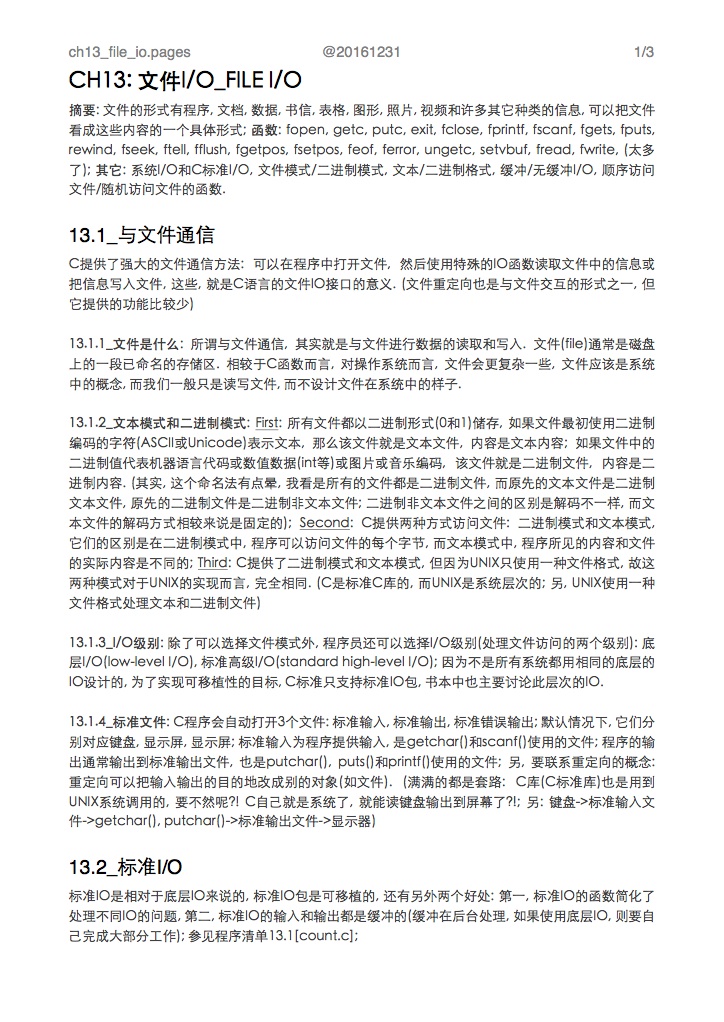 ch13_file_io.pages @20161231 1/3
CH13: 文件I/O_FILE I/O
摘要: 文件的形式有程序, 文档, 数据, 书信, 表格, 图形, 照片, 视频和许多其它种类的信息, 可以把文件
看成这些内容的一个具体形式; 函数: fopen, getc, putc, exit, fclose, fprintf, fscanf, fgets, fputs,
rewind, fseek, ftell, fflush, fgetpos, fsetpos, feof, ferror, ungetc, setvbuf, fread, fwrite, (太多
了); 其它: 系统I/O和C标准I/O, 文件模式/二进制模式, 文本/二进制格式, 缓冲/无缓冲I/O, 顺序访问
文件/随机访问文件的函数.
13.1_与文件通信
C提供了强大的文件通信方法: 可以在程序中打开文件, 然后使用特殊的IO函数读取文件中的信息或
把信息写入文件, 这些, 就是C语言的文件IO接口的意义. (文件重定向也是与文件交互的形式之一, 但
它提供的功能比较少)
13.1.1_文件是什么: 所谓与文件通信, 其实就是与文件进行数据的读取和写入. 文件(file)通常是磁盘
上的一段已命名的存储区. 相较于C函数而言, 对操作系统而言, 文件会更复杂一些, 文件应该是系统
中的概念, 而我们一般只是读写文件, 而不设计文件在系统中的样子.
13.1.2_文本模式和二进制模式: First: 所有文件都以二进制形式(0和1)储存, 如果文件最初使用二进制
编码的字符(ASCII或Unicode)表示文本, 那么该文件就是文本文件, 内容是文本内容; 如果文件中的
二进制值代表机器语言代码或数值数据(int等)或图片或音乐编码, 该文件就是二进制文件, 内容是二
进制内容. (其实, 这个命名法有点晕, 我看是所有的文件都是二进制文件, 而原先的文本文件是二进制
文本文件, 原先的二进制文件是二进制非文本文件; 二进制非文本文件之间的区别是解码不一样, 而文
本文件的解码方式相较来说是固定的); Second: C提供两种方式访问文件: 二进制模式和文本模式,
它们的区别是在二进制模式中, 程序可以访问文件的每个字节, 而文本模式中, 程序所见的内容和文件
的实际内容是不同的; Third: C提供了二进制模式和文本模式, 但因为UNIX只使用一种文件格式, 故这
两种模式对于UNIX的实现而言, 完全相同. (C是标准C库的, 而UNIX是系统层次的; 另, UNIX使用一种
文件格式处理文本和二进制文件)
13.1.3_I/O级别: 除了可以选择文件模式外, 程序员还可以选择I/O级别(处理文件访问的两个级别): 底
层I/O(low-level I/O), 标准高级I/O(standard high-level I/O); 因为不是所有系统都用相同的底层的
IO设计的, 为了实现可移植性的目标, C标准只支持标准IO包, 书本中也主要讨论此层次的IO.
13.1.4_标准文件: C程序会自动打开3个文件: 标准输入, 标准输出, 标准错误输出; 默认情况下, 它们分
别对应键盘, 显示屏, 显示屏; 标准输入为程序提供输入, 是getchar()和scanf()使用的文件; 程序的输
出通常输出到标准输出文件, 也是putchar(), puts()和printf()使用的文件; 另, 要联系重定向的概念:
重定向可以把输入输出的目的地改成别的对象(如文件). (满满的都是套路: C库(C标准库)也是用到
UNIX系统调用的, 要不然呢?! C自己就是系统了, 就能读键盘输出到屏幕了?!; 另: 键盘->标准输入文
件->getchar(), putchar()->标准输出文件->显示器)
13.2_标准I/O
标准IO是相对于底层IO来说的, 标准IO包是可移植的, 还有另外两个好处: 第一, 标准IO的函数简化了
处理不同IO的问题, 第二, 标准IO的输入和输出都是缓冲的(缓冲在后台处理, 如果使用底层IO, 则要自
己完成大部分工作); 参见程序清单13.1[count.c];